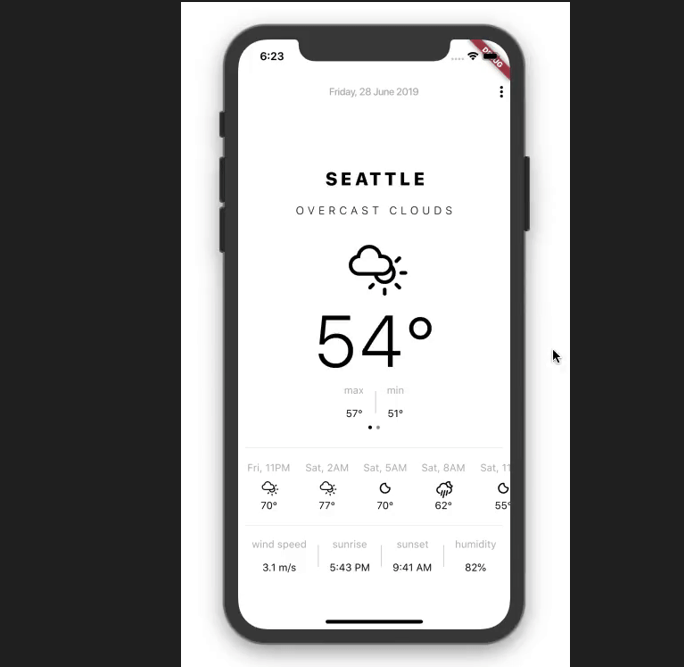 6:23
DEBUG
Friday, 28 June 2019
SEATTLE
OVERCAST CLOUDS
54°
max min
57° 51°
Fri, 11PM Sat, 2AM Sat, 5AM Sat, 8AM Sat, 11
70° 77° 70° 62° 55°
wind speed sunrise sunset humidity
3.1 m/s 5:43 PM 9:41 AM 82%